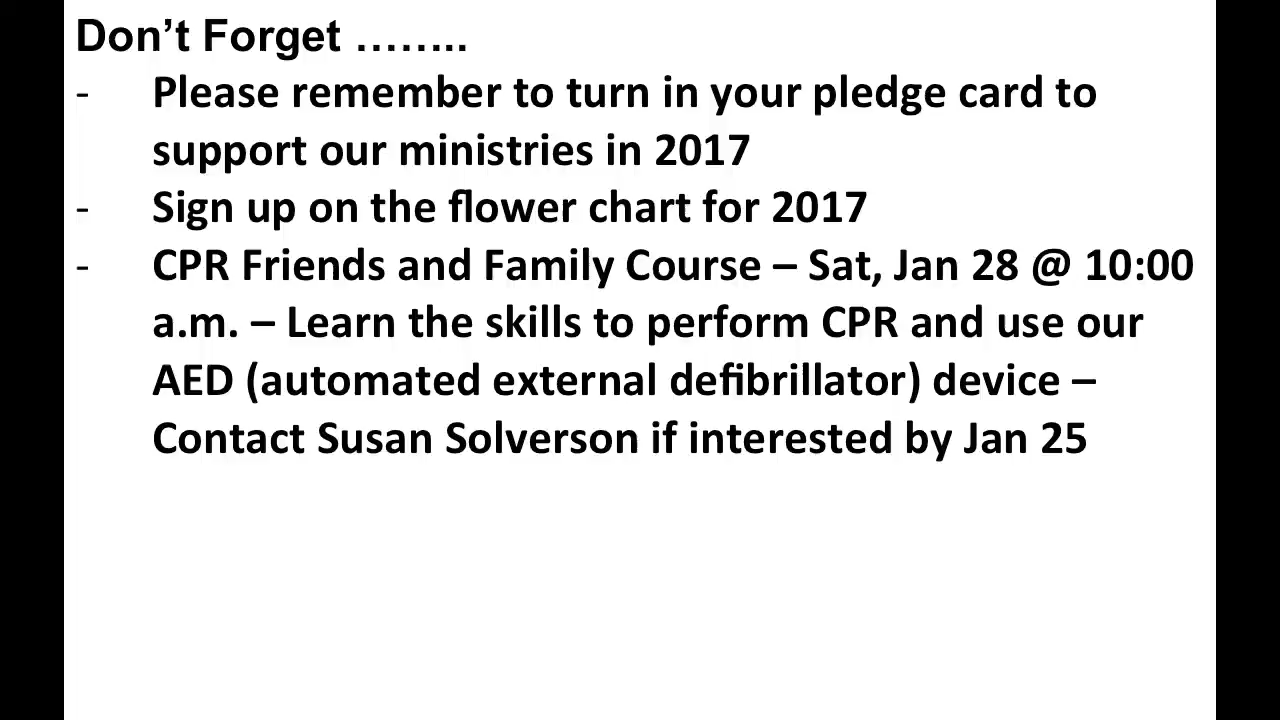 Don’t Forget ……..
- Please remember to turn in your pledge card to
support our ministries in 2017
- Sign up on the flower chart for 2017
- CPR Friends and Family Course – Sat, Jan 28 @ 10:00
a.m. – Learn the skills to perform CPR and use our
AED (automated external defibrillator) device –
Contact Susan Solverson if interested by Jan 25